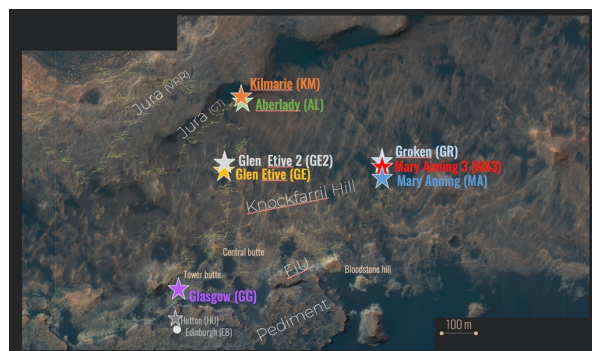 Kilmarie (KM)
Jura (VRR)
Aberlady (AL)
Jura (GT)
Groken (GR)
Glen Etive 2 (GE2)
Mary Anning 3 (MA3)
Glen Etive (GE)
Mary Anning (MA)
Knockfarril Hill
Central butte
FIU
Bloodstone hill
Tower butte
Glasgow (GG)
Hutton (HU)
Pediment
Edinburgh (EB)
100 m